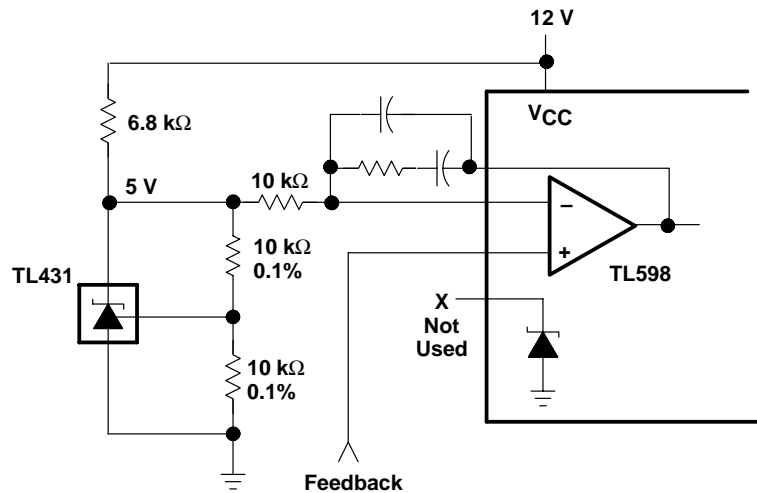 12 V
VCC
6.8 kΩ
5 V
10 kΩ
10 kΩ
0.1%
TL431
−
+
TL598
X
Not
Used
10 kΩ
0.1%
Feedback